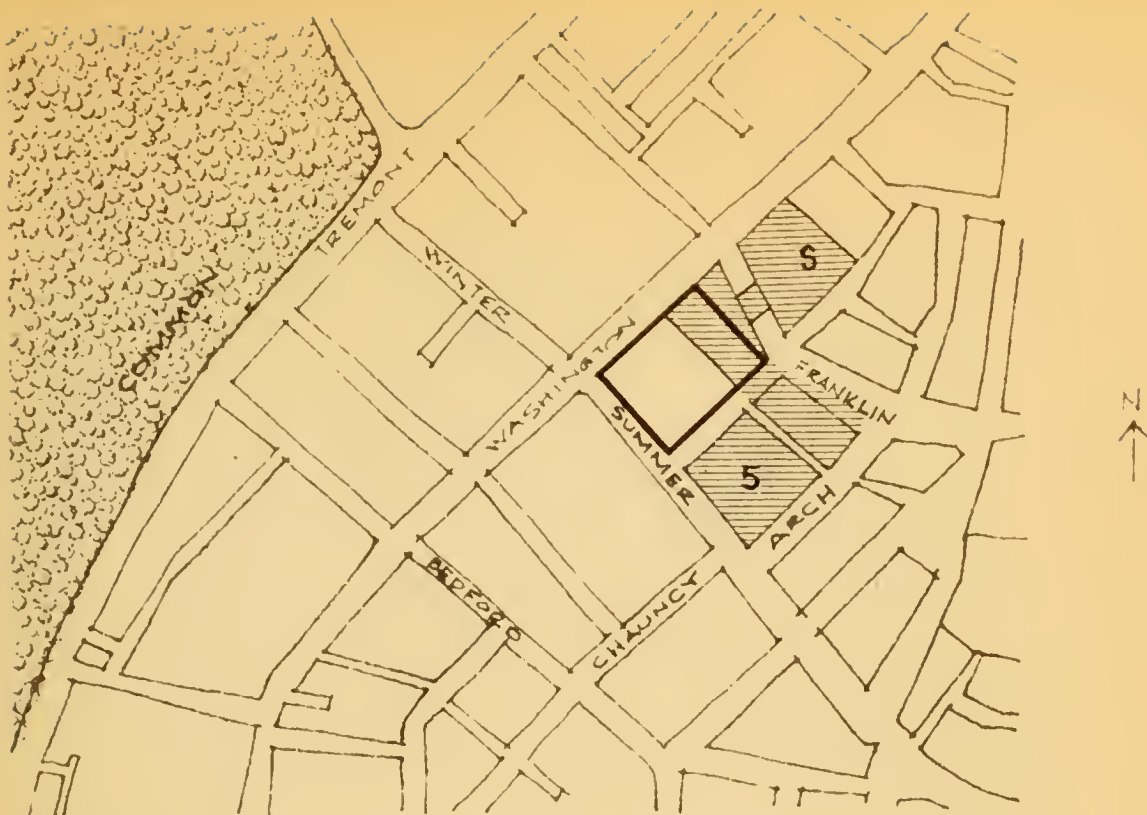 TREMONT
COMMON
WINTER
WASHINGTON
S
SUMMER
FRANKLIN
N
5
ARCH
BEDFORD
CHAUNCY